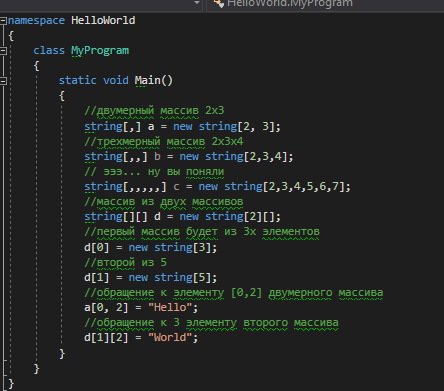 HelloWorld.MyProgram
namespace HelloWorld
{
class MyProgram
{
static void Main()
{
//двумерный массив 2x3
string[,] a = new string[2, 3];
//трехмерный массив 2x3x4
string[,,] b = new string[2,3,4];
// эээ... ну вы поняли
string[,,,,,] c = new string[2,3,4,5,6,7];
//массив из двух массивов
string[][] d = new string[2][];
//первый массив будет из 3х элементов
d[0] = new string[3];
//второй из 5
d[1] = new string[5];
//обращение к элементу [0,2] двумерного массива
a[0, 2] = "Hello";
//обращение к 3 элементу второго массива
d[1][2] = "World";
}
}
}